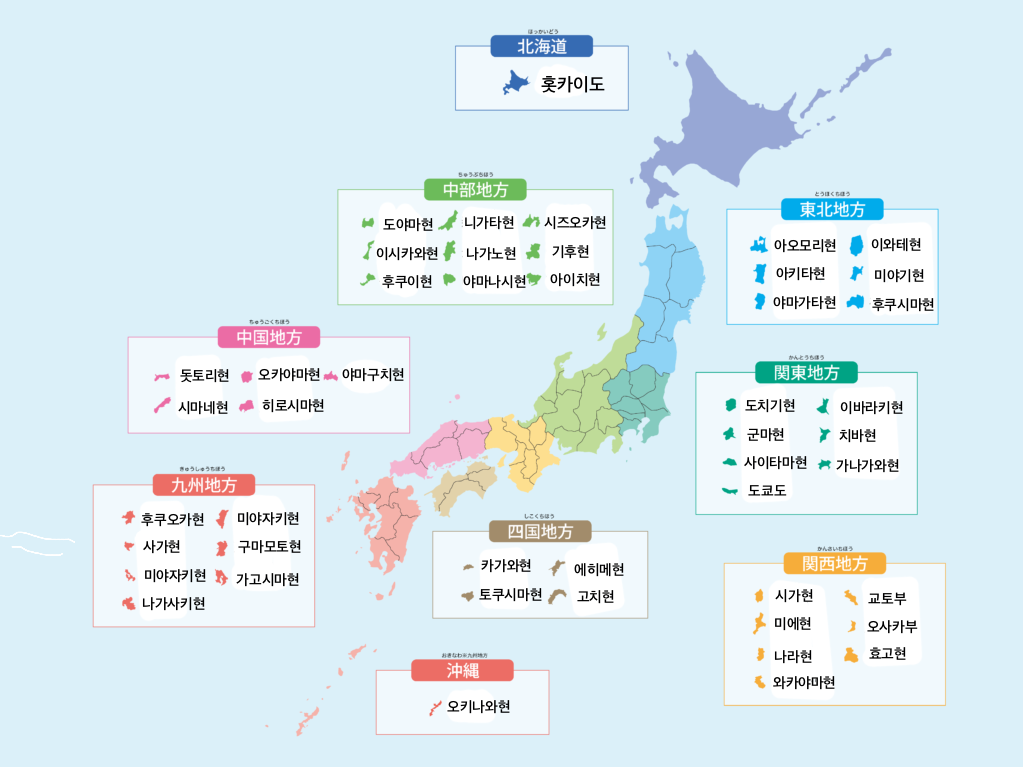 ほっかいどう
北海道
홋카이도
ちゅうぶちほう
中部地方
도야마현 니가타현 시즈오카현
이시카와현 나가노현 기후현
후쿠이현 야마나시현 아이치현
とうほくちほう
東北地方
아오모리현 이와테현
아키타현 미야기현
야마가타현 후쿠시마현
ちゅうごくちほう
中国地方
돗토리현 오카야마현 야마구치현
시마네현 히로시마현
かんとうちほう
関東地方
도치기현 이바라키현
군마현 치바현
사이타마현 가나가와현
도쿄도
きゅうしゅうちほう
九州地方
후쿠오카현 미야자키현
사가현 구마모토현
미야자키현 가고시마현
나가사키현
しこくちほう
四国地方
카가와현 에히메현
토쿠시마현 고치현
かんさいちほう
関西地方
시가현 교토부
미에현 오사카부
나라현 효고현
와카야마현
おきなわ※九州地方
沖縄
오키나와현